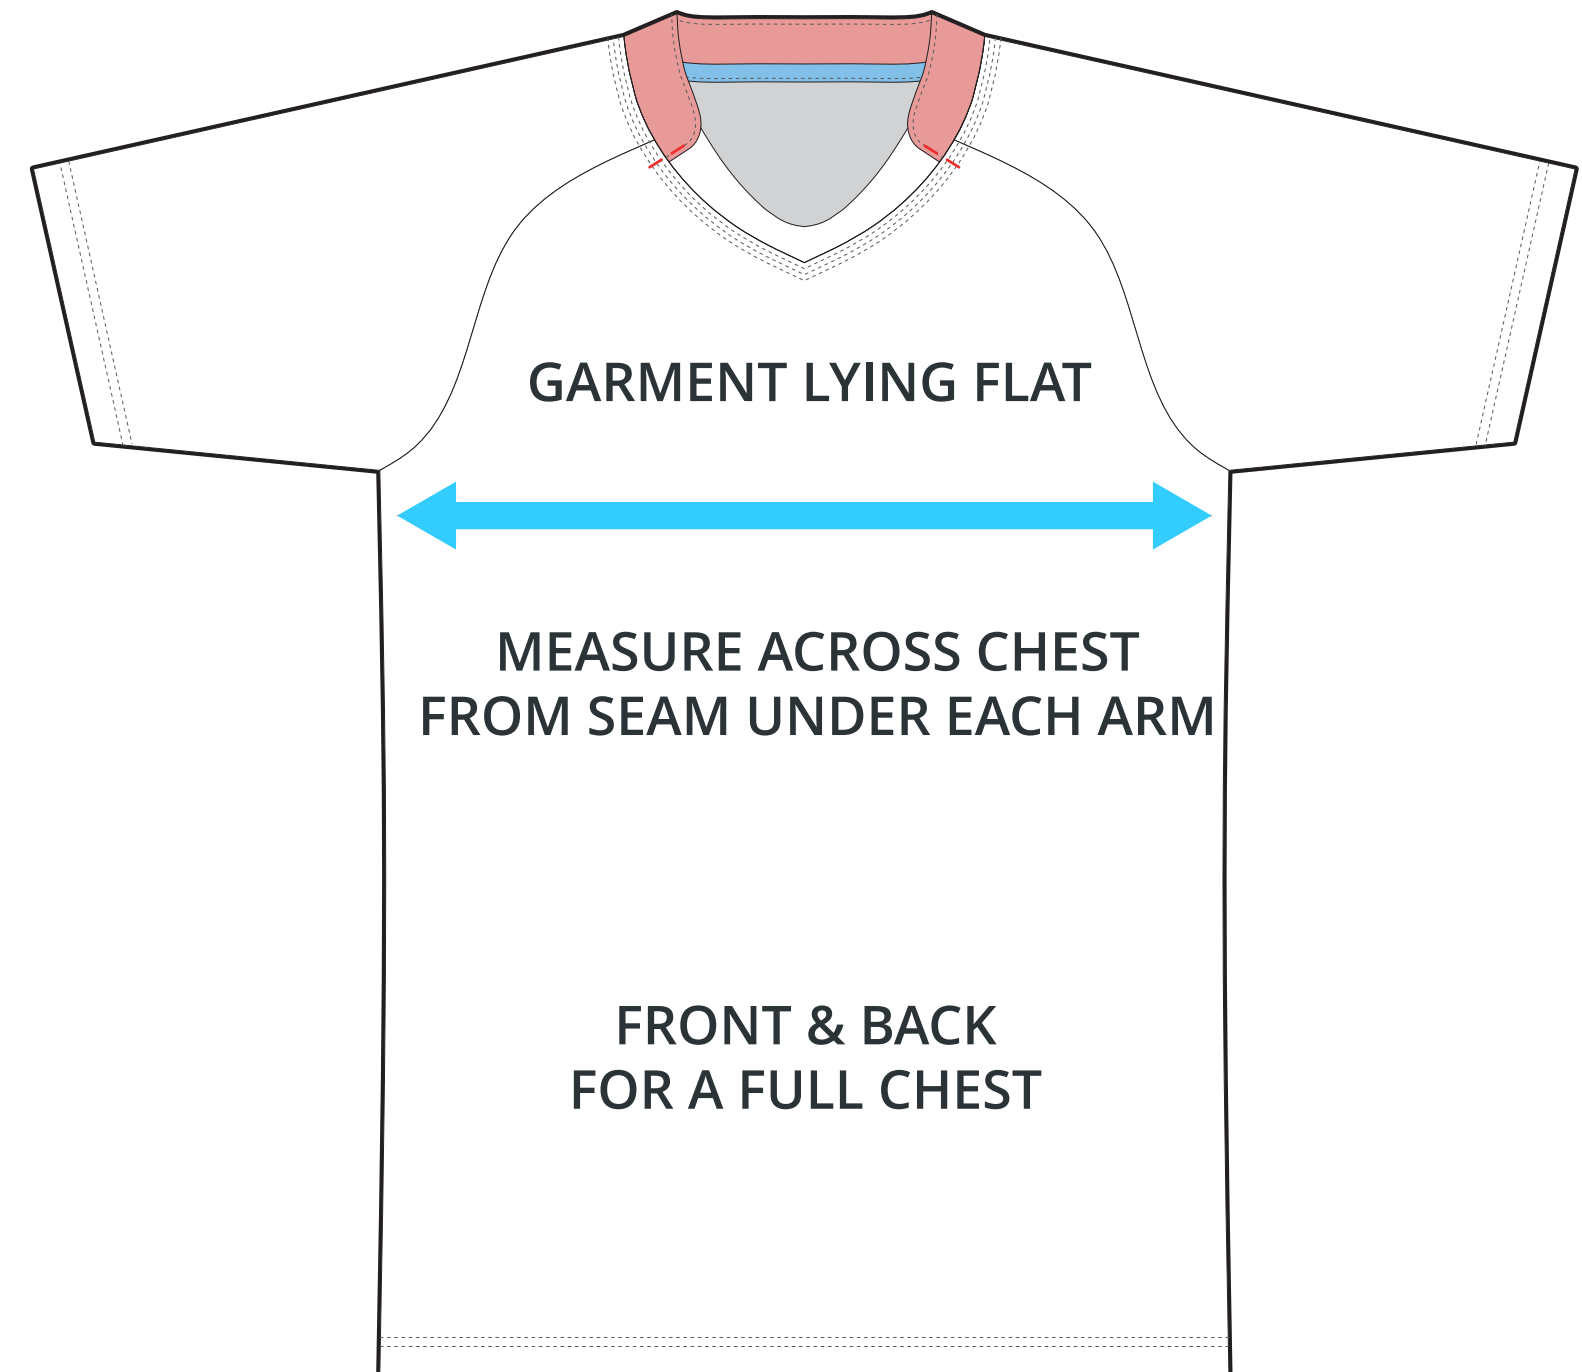 GARMENT LYING FLAT
MEASURE ACROSS CHEST
FROM SEAM UNDER EACH ARM
FRONT & BACK
FOR A FULL CHEST